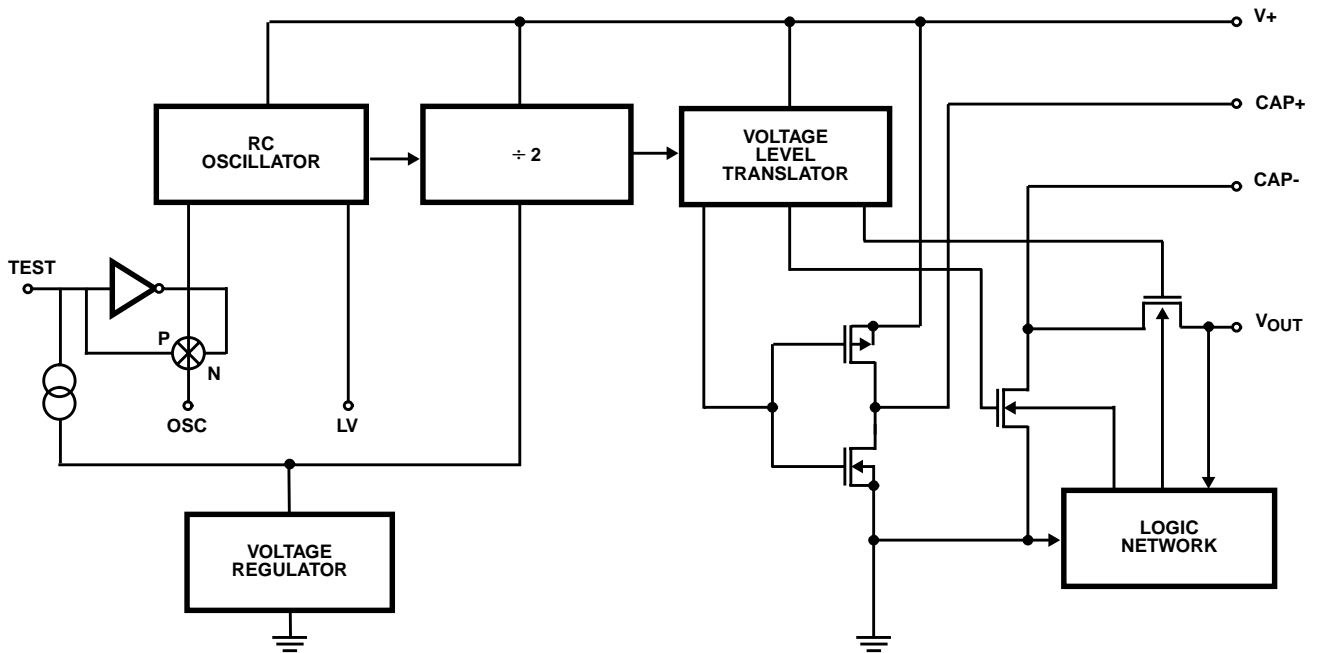 V+
CAP+
RC
OSCILLATOR
÷ 2
VOLTAGE
LEVEL
TRANSLATOR
CAP-
TEST
P
N
OSC
LV
VOUT
VOLTAGE
REGULATOR
LOGIC
NETWORK